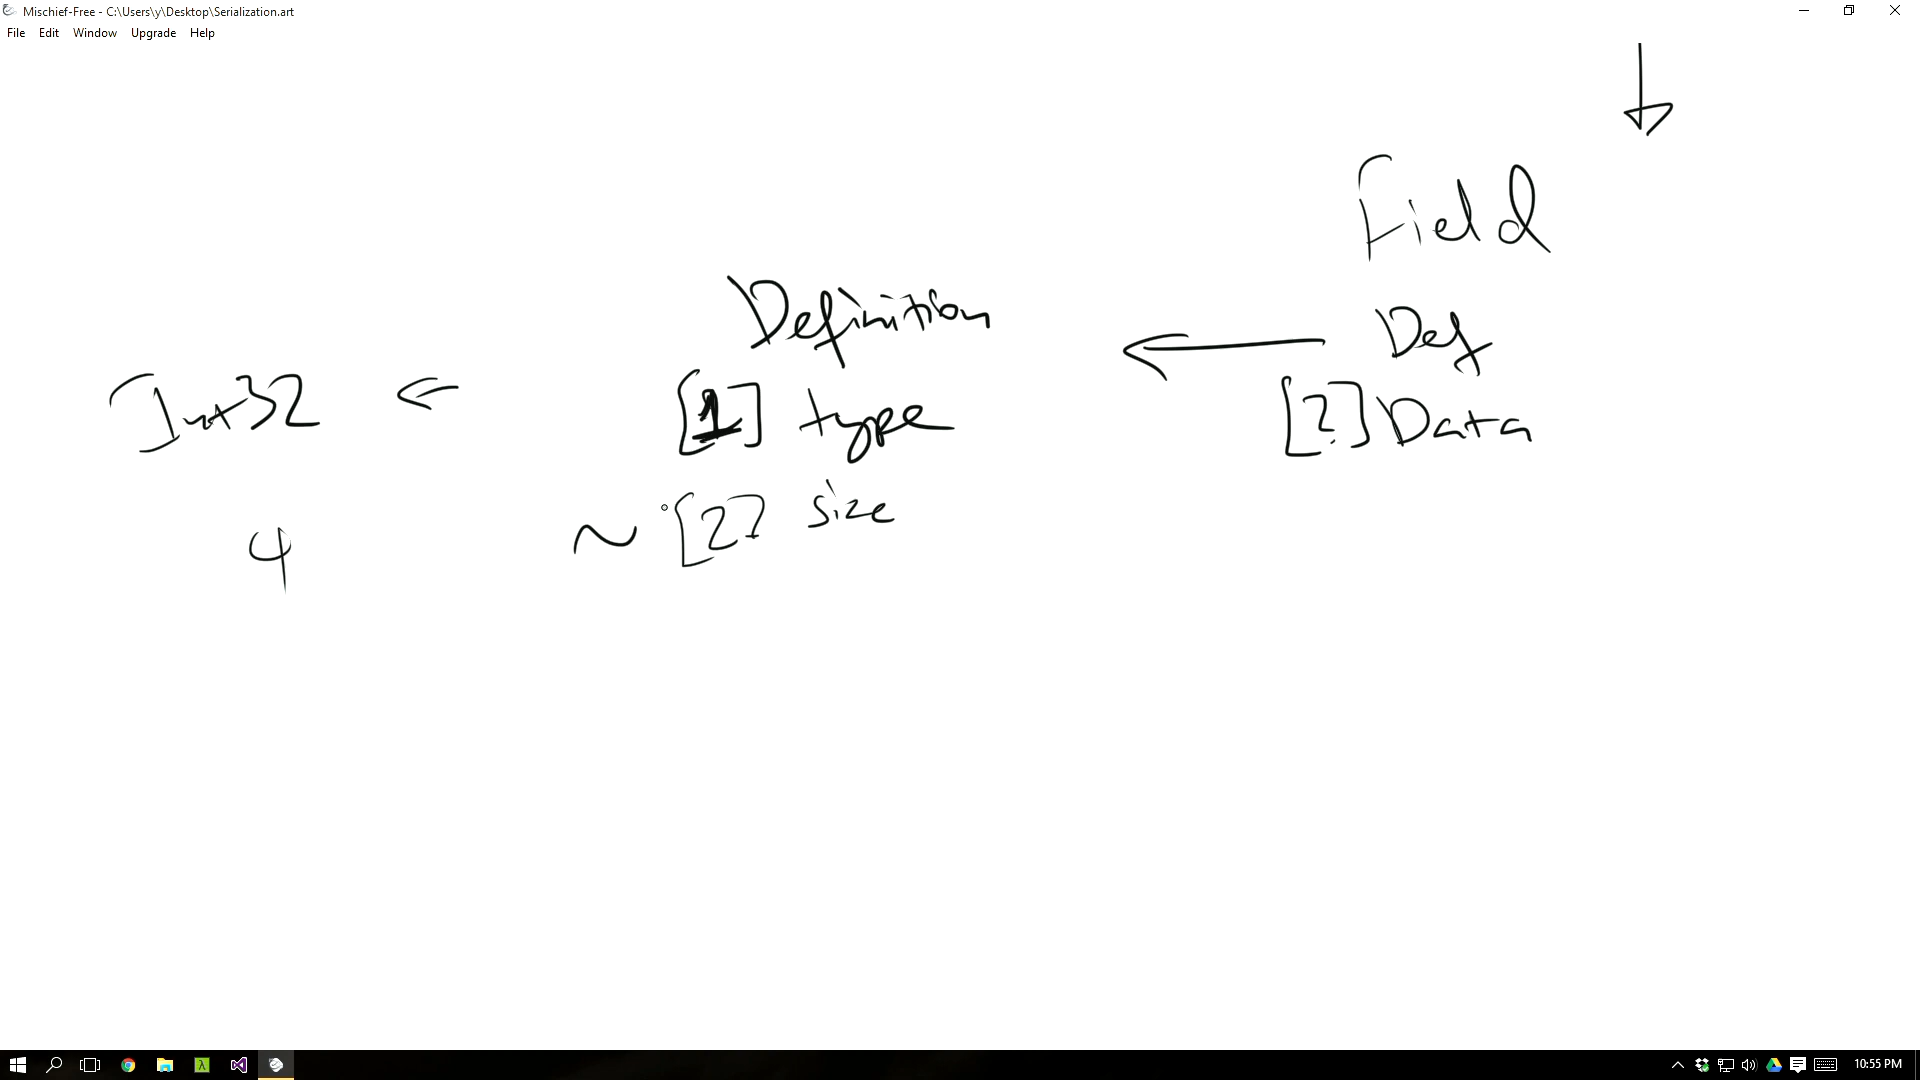 Mischief-Free - C:\Users\y\Desktop\Serialization.art
File Edit Window Upgrade Help
Field
Definition
Def
Int32
[1] type
[?] Data
~ [2] size
4
10:55 PM